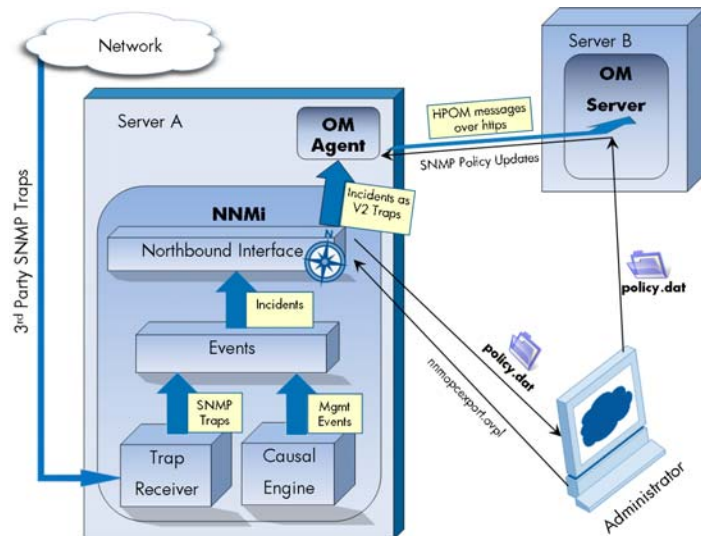 Network
Server B
OM
Server
Server A
OM
Agent
HPOM messages
over https
SNMP Policy Updates
3rd Party SNMP Traps
NNMi
Incidents as
V2 Traps
N
Northbound Interface
Incidents
Events
SNMP
Traps
Mgmt
Events
Trap
Receiver
Causal
Engine
policy.dat
nnmopcexport.ovpl
policy.dat
Administrator